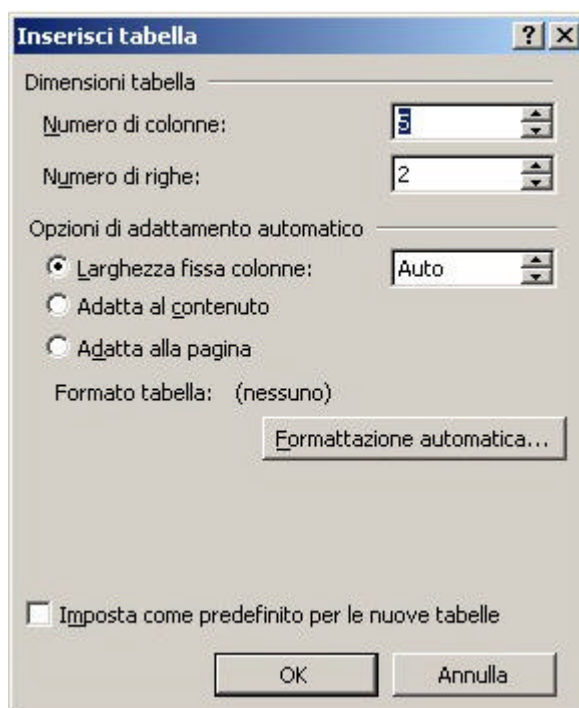 Inserisci tabella ? X
Dimensioni tabella
Numero di colonne: 5
Numero di righe: 2
Opzioni di adattamento automatico
Larghezza fissa colonne: Auto
Adatta al contenuto
Adatta alla pagina
Formato tabella: (nessuno)
Formattazione automatica...
Imposta come predefinito per le nuove tabelle
OK Annulla